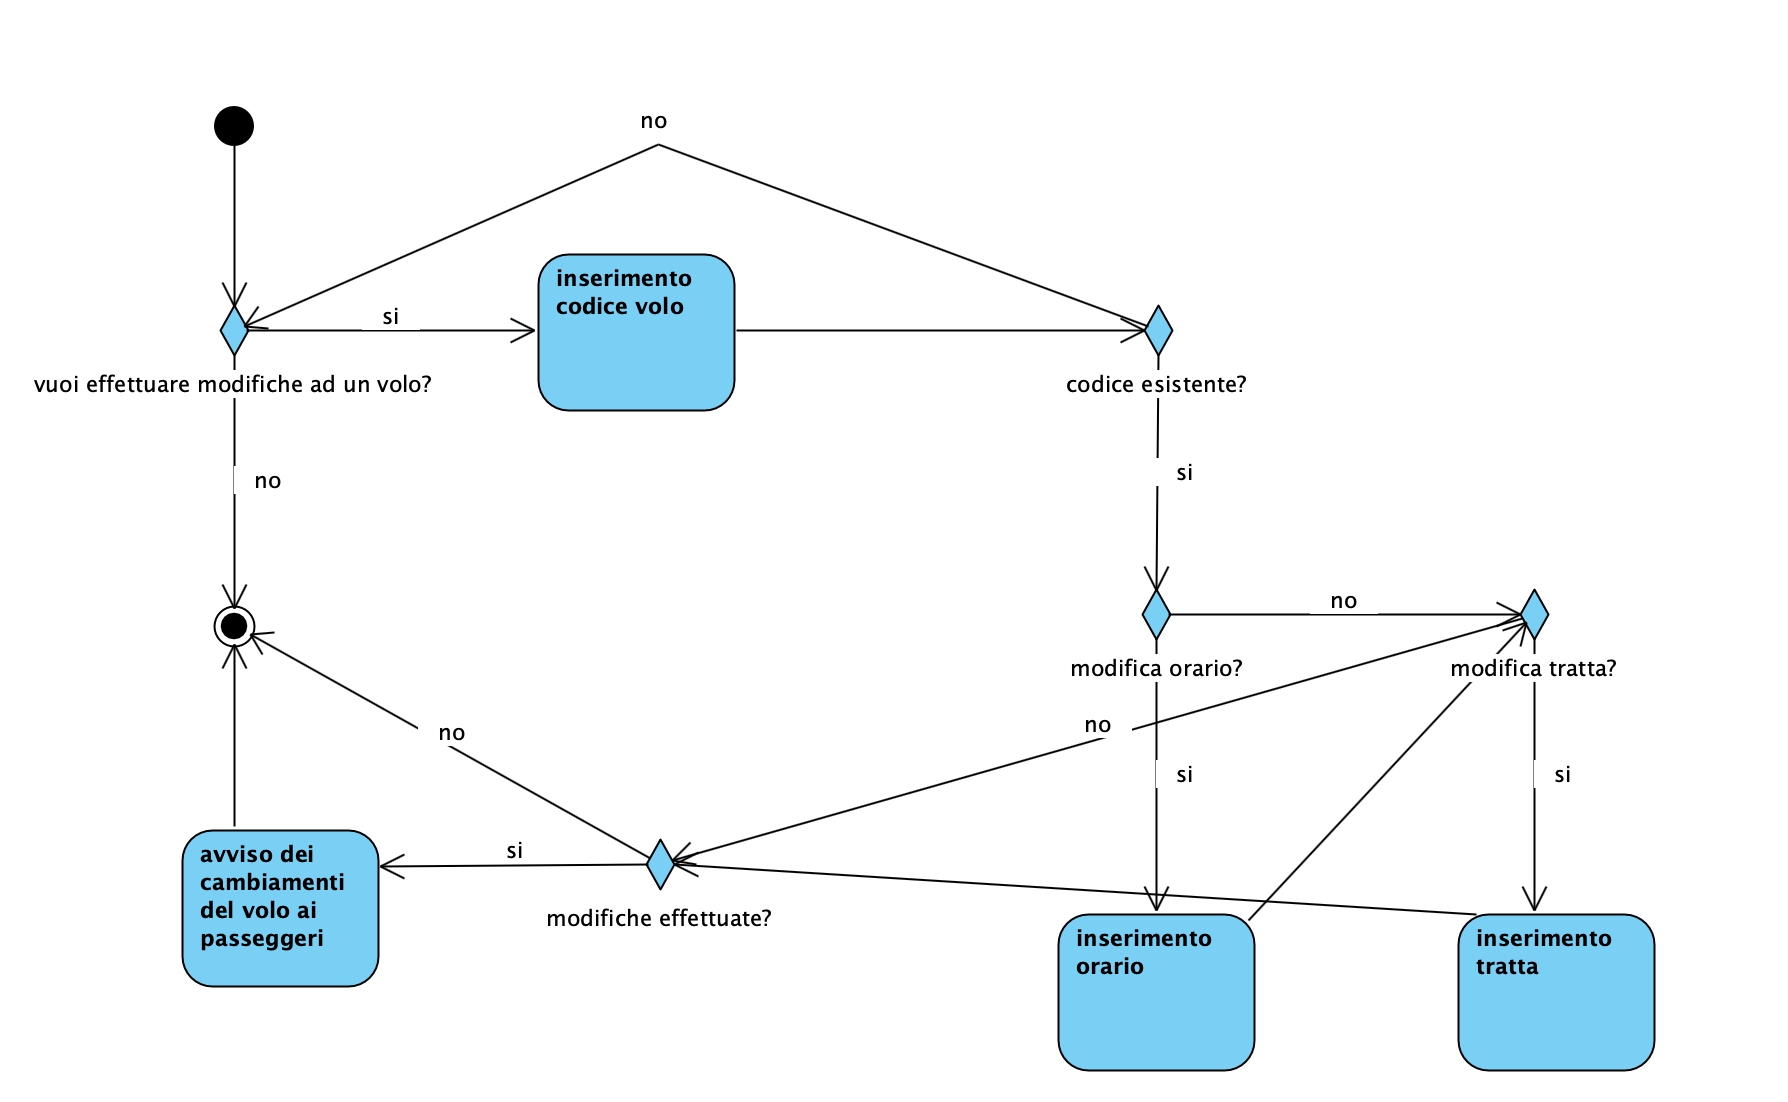 no
inserimento
codice volo
si
vuoi effettuare modifiche ad un volo?
codice esistente?
no
si
no
modifica orario?
modifica tratta?
no
no
si
si
avviso dei
cambiamenti
del volo ai
passeggeri
si
modifiche effettuate?
inserimento
orario
inserimento
tratta